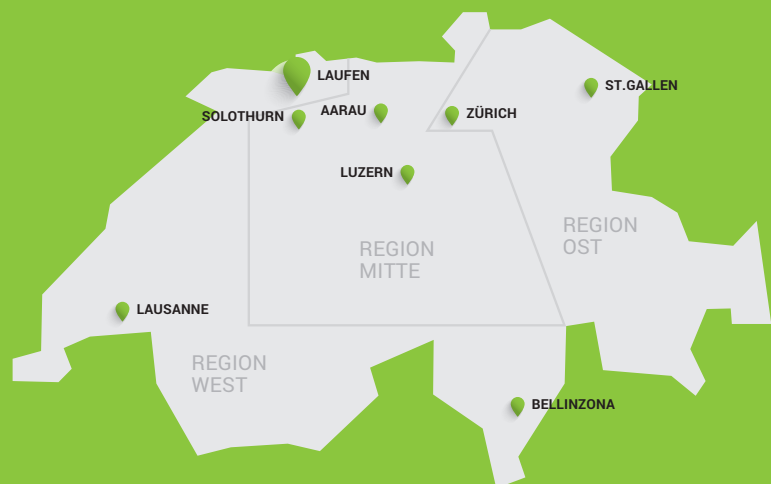 LAUFEN
ST.GALLEN
SOLOTHURN
AARAU
ZÜRICH
LUZERN
REGION
OST
REGION
MITTE
LAUSANNE
REGION
WEST
BELLINZONA